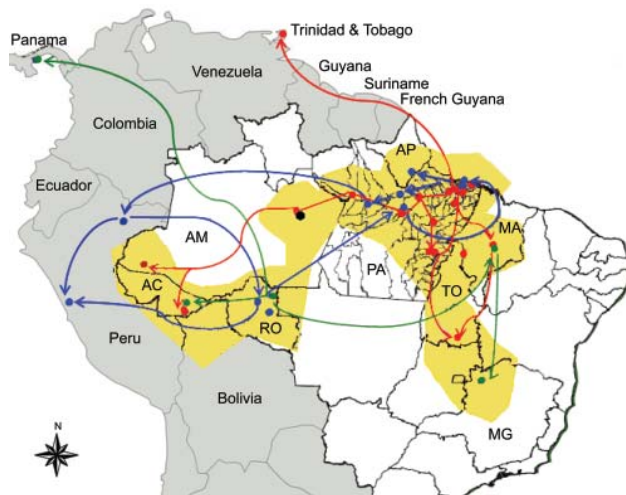 Panama
Trinidad & Tobago
Venezuela
Guyana
Suriname
French Guyana
Colombia
AP
Ecuador
AM
MA
PA
AC
TO
RO
Peru
Bolivia
MG
N